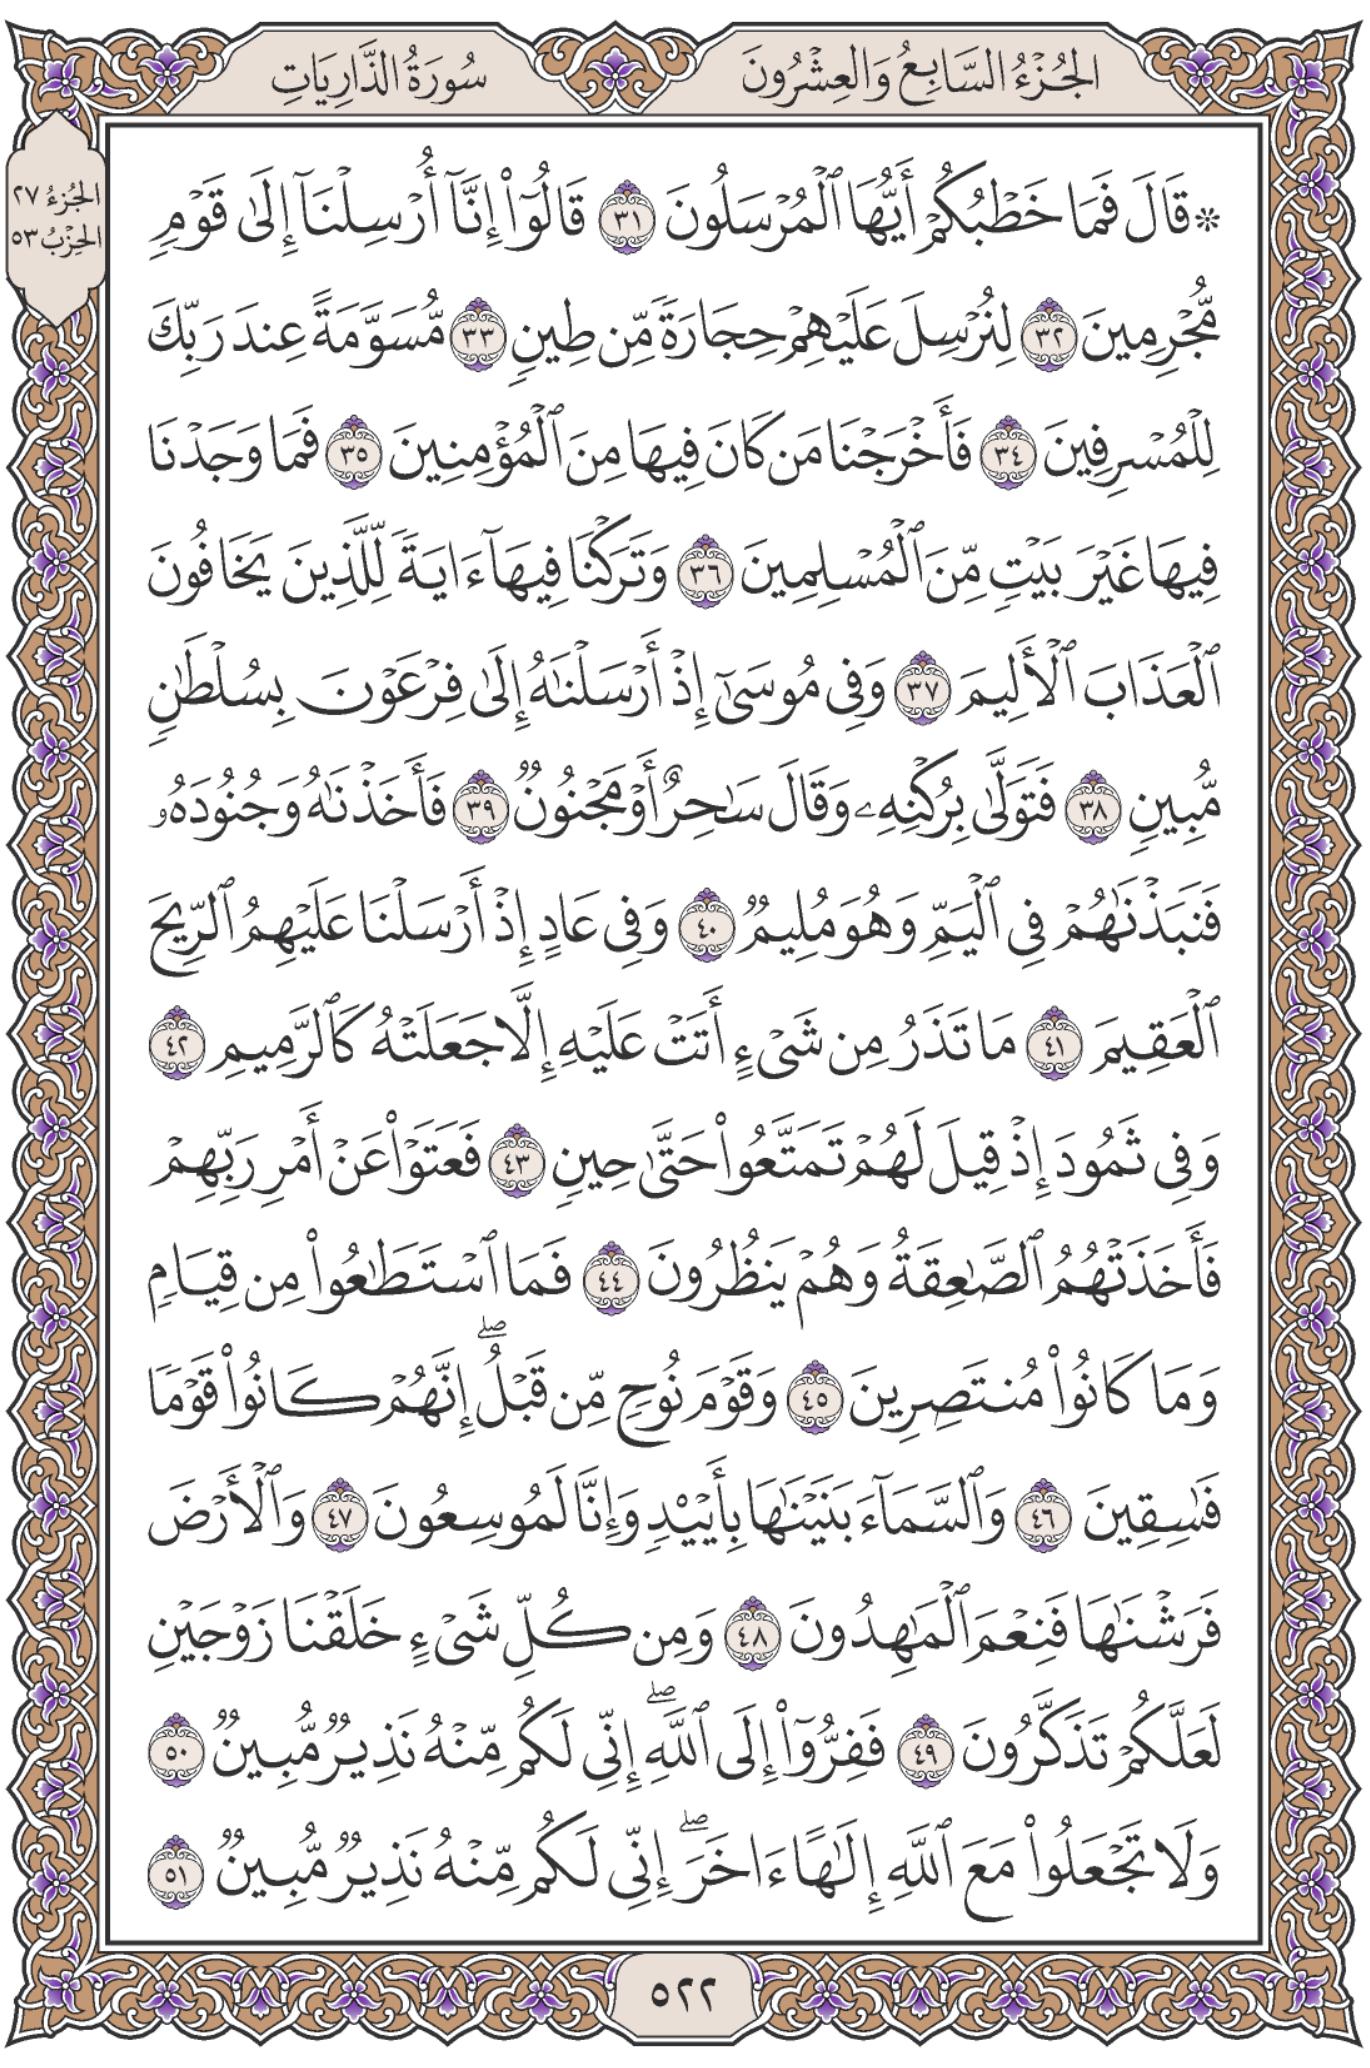 الجُزْءُ السَّابِعُ وَالعِشْرُونَ
سُورَةُ الذَّارِيَاتِ
الجُزْءُ ٢٧
الحِزْبُ ٥٣
۞ قَالَ فَمَا خَطْبُكُمْ أَيُّهَا ٱلْمُرْسَلُونَ ٣١ قَالُوٓا۟ إِنَّآ أُرْسِلْنَآ إِلَىٰ قَوْمٍ
مُّجْرِمِينَ ٣٢ لِنُرْسِلَ عَلَيْهِمْ حِجَارَةً مِّن طِينٍ ٣٣ مُّسَوَّمَةً عِندَ رَبِّكَ
لِلْمُسْرِفِينَ ٣٤ فَأَخْرَجْنَا مَن كَانَ فِيهَا مِنَ ٱلْمُؤْمِنِينَ ٣٥ فَمَا وَجَدْنَا
فِيهَا غَيْرَ بَيْتٍ مِّنَ ٱلْمُسْلِمِينَ ٣٦ وَتَرَكْنَا فِيهَآ ءَايَةً لِّلَّذِينَ يَخَافُونَ
ٱلْعَذَابَ ٱلْأَلِيمَ ٣٧ وَفِى مُوسَىٰٓ إِذْ أَرْسَلْنَٰهُ إِلَىٰ فِرْعَوْنَ بِسُلْطَٰنٍ
مُّبِينٍ ٣٨ فَتَوَلَّىٰ بِرُكْنِهِۦ وَقَالَ سَٰحِرٌ أَوْ مَجْنُونٌ ٣٩ فَأَخَذْنَٰهُ وَجُنُودَهُۥ
فَنَبَذْنَٰهُمْ فِى ٱلْيَمِّ وَهُوَ مُلِيمٌ ٤٠ وَفِى عَادٍ إِذْ أَرْسَلْنَا عَلَيْهِمُ ٱلرِّيحَ
ٱلْعَقِيمَ ٤١ مَا تَذَرُ مِن شَىْءٍ أَتَتْ عَلَيْهِ إِلَّا جَعَلَتْهُ كَٱلرَّمِيمِ ٤٢
وَفِى ثَمُودَ إِذْ قِيلَ لَهُمْ تَمَتَّعُوا۟ حَتَّىٰ حِينٍ ٤٣ فَعَتَوْا۟ عَنْ أَمْرِ رَبِّهِمْ
فَأَخَذَتْهُمُ ٱلصَّٰعِقَةُ وَهُمْ يَنظُرُونَ ٤٤ فَمَا ٱسْتَطَٰعُوا۟ مِن قِيَامٍ
وَمَا كَانُوا۟ مُنتَصِرِينَ ٤٥ وَقَوْمَ نُوحٍ مِّن قَبْلُ ۖ إِنَّهُمْ كَانُوا۟ قَوْمًا
فَٰسِقِينَ ٤٦ وَٱلسَّمَآءَ بَنَيْنَٰهَا بِأَيْي۟دٍ وَإِنَّا لَمُوسِعُونَ ٤٧ وَٱلْأَرْضَ
فَرَشْنَٰهَا فَنِعْمَ ٱلْمَٰهِدُونَ ٤٨ وَمِن كُلِّ شَىْءٍ خَلَقْنَا زَوْجَيْنِ
لَعَلَّكُمْ تَذَكَّرُونَ ٤٩ فَفِرُّوٓا۟ إِلَى ٱللَّهِ ۖ إِنِّى لَكُم مِّنْهُ نَذِيرٌ مُّبِينٌ ٥٠
وَلَا تَجْعَلُوا۟ مَعَ ٱللَّهِ إِلَٰهًا ءَاخَرَ ۖ إِنِّى لَكُم مِّنْهُ نَذِيرٌ مُّبِينٌ ٥١
٥٢٢